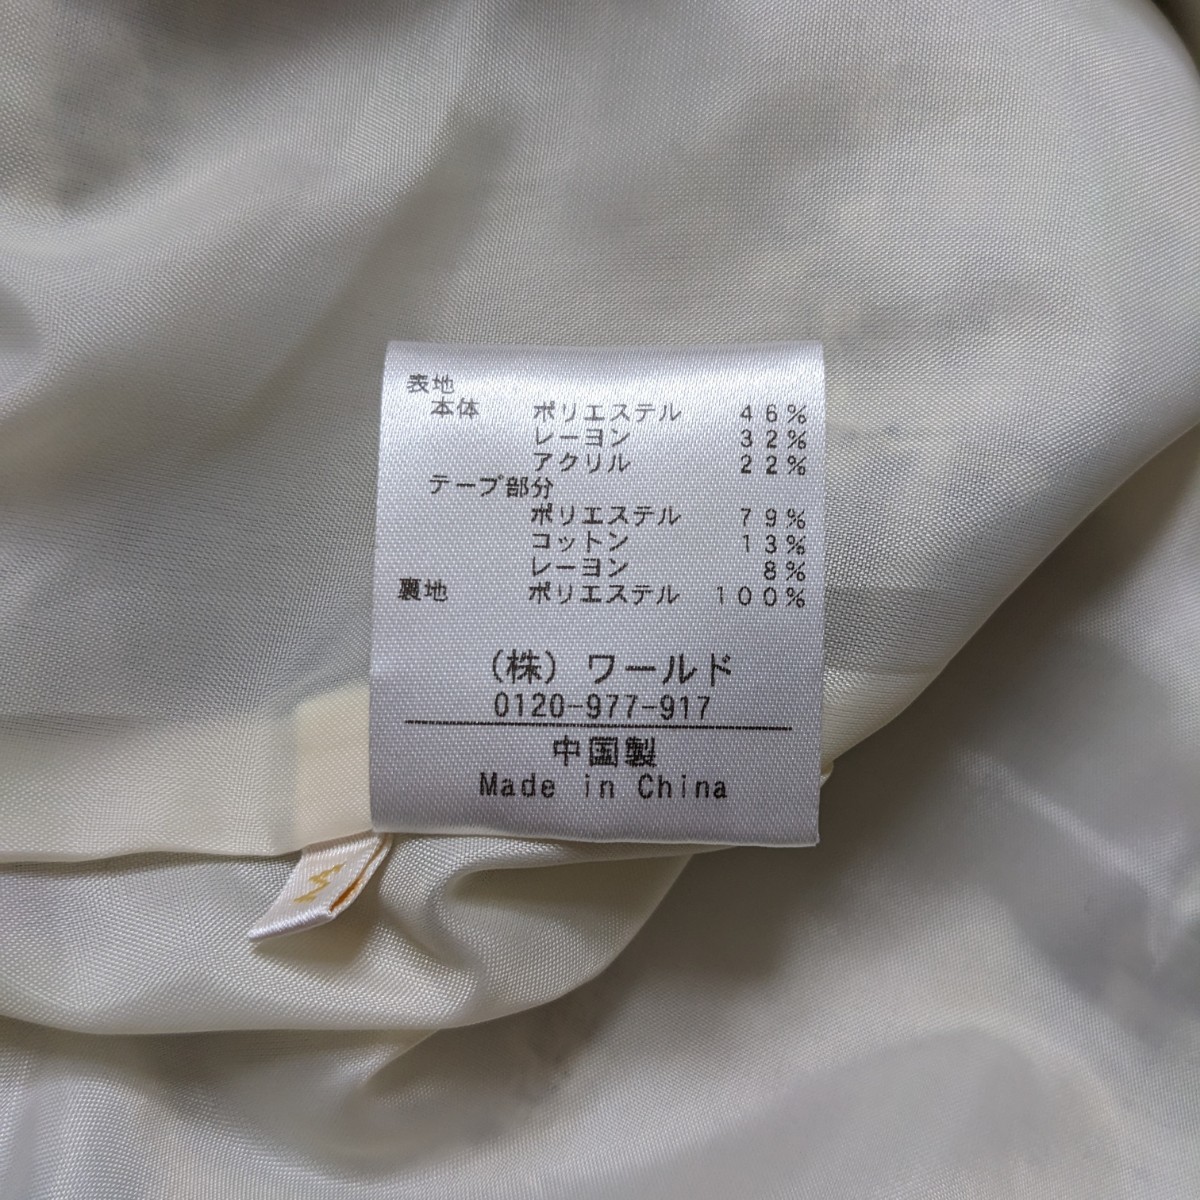 表地
本体 ポリエステル 46%
レーヨン 32%
アクリル 22%
テープ部分
ポリエステル 79%
コットン 13%
レーヨン 8%
裏地 ポリエステル 100%
(株)ワールド
0120-977-917
中国製
Made in China
M